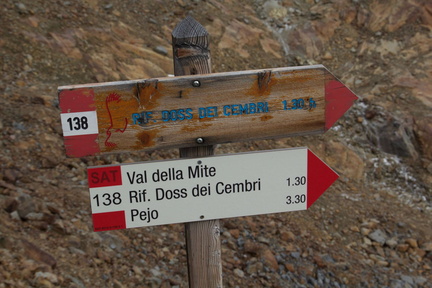 138
RIF. DOSS DEI CEMBRI 1.30 h
SAT Val della Mite
138 Rif. Doss dei Cembri 1.30
Pejo 3.30